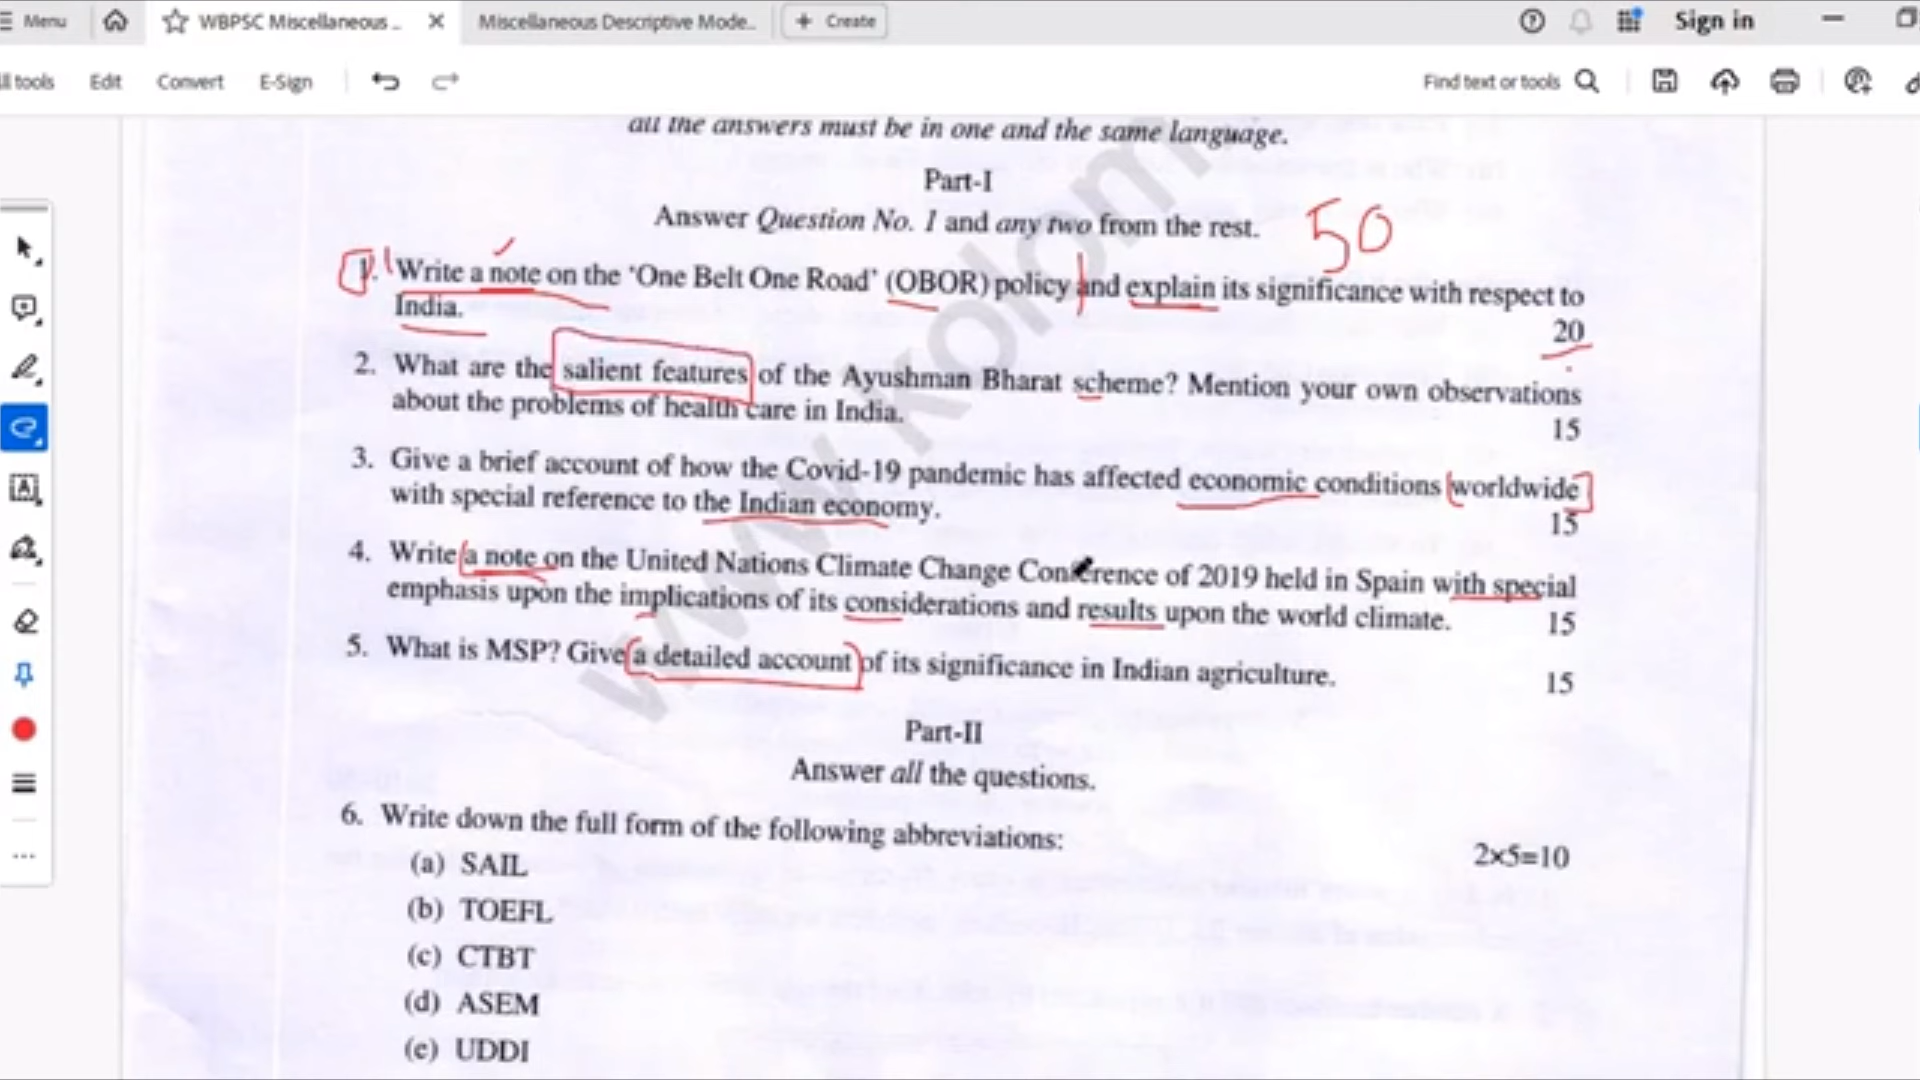 Menu
WBPSC Miscellaneous ..
Miscellaneous Descriptive Mode..
+ Create
Sign in
ll tools
Edit
Convert
E-Sign
Find text or tools
all the answers must be in one and the same language.
Part-I
Answer Question No. 1 and any two from the rest.
50
1. Write a note on the 'One Belt One Road' (OBOR) policy and explain its significance with respect to
India.
20
2. What are the salient features of the Ayushman Bharat scheme? Mention your own observations
about the problems of health care in India.
15
3. Give a brief account of how the Covid-19 pandemic has affected economic conditions worldwide
with special reference to the Indian economy.
15
4. Write a note on the United Nations Climate Change Conference of 2019 held in Spain with special
emphasis upon the implications of its considerations and results upon the world climate.
15
5. What is MSP? Give a detailed account of its significance in Indian agriculture.
15
Part-II
Answer all the questions.
6. Write down the full form of the following abbreviations:
2×5=10
(a) SAIL
(b) TOEFL
(c) CTBT
(d) ASEM
(e) UDDI
www.kolom